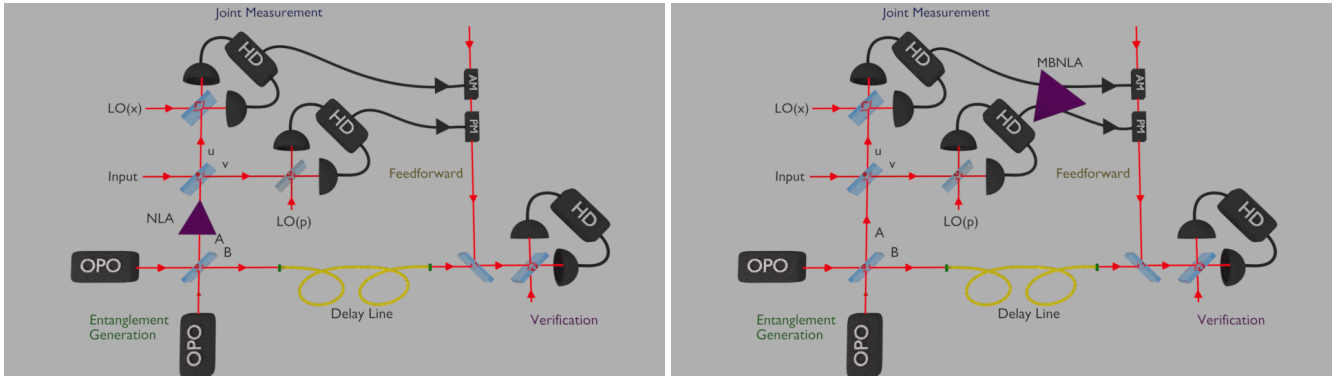 Joint Measurement
HD
LO(x)
AM
HD
PM
u
v
Input
Feedforward
LO(p)
NLA
A
B
HD
OPO
Delay Line
Entanglement
Generation
OPO
Verification
Joint Measurement
HD
MBNLA
LO(x)
AM
HD
PM
u
v
Input
Feedforward
LO(p)
A
B
HD
OPO
Delay Line
Entanglement
Generation
OPO
Verification